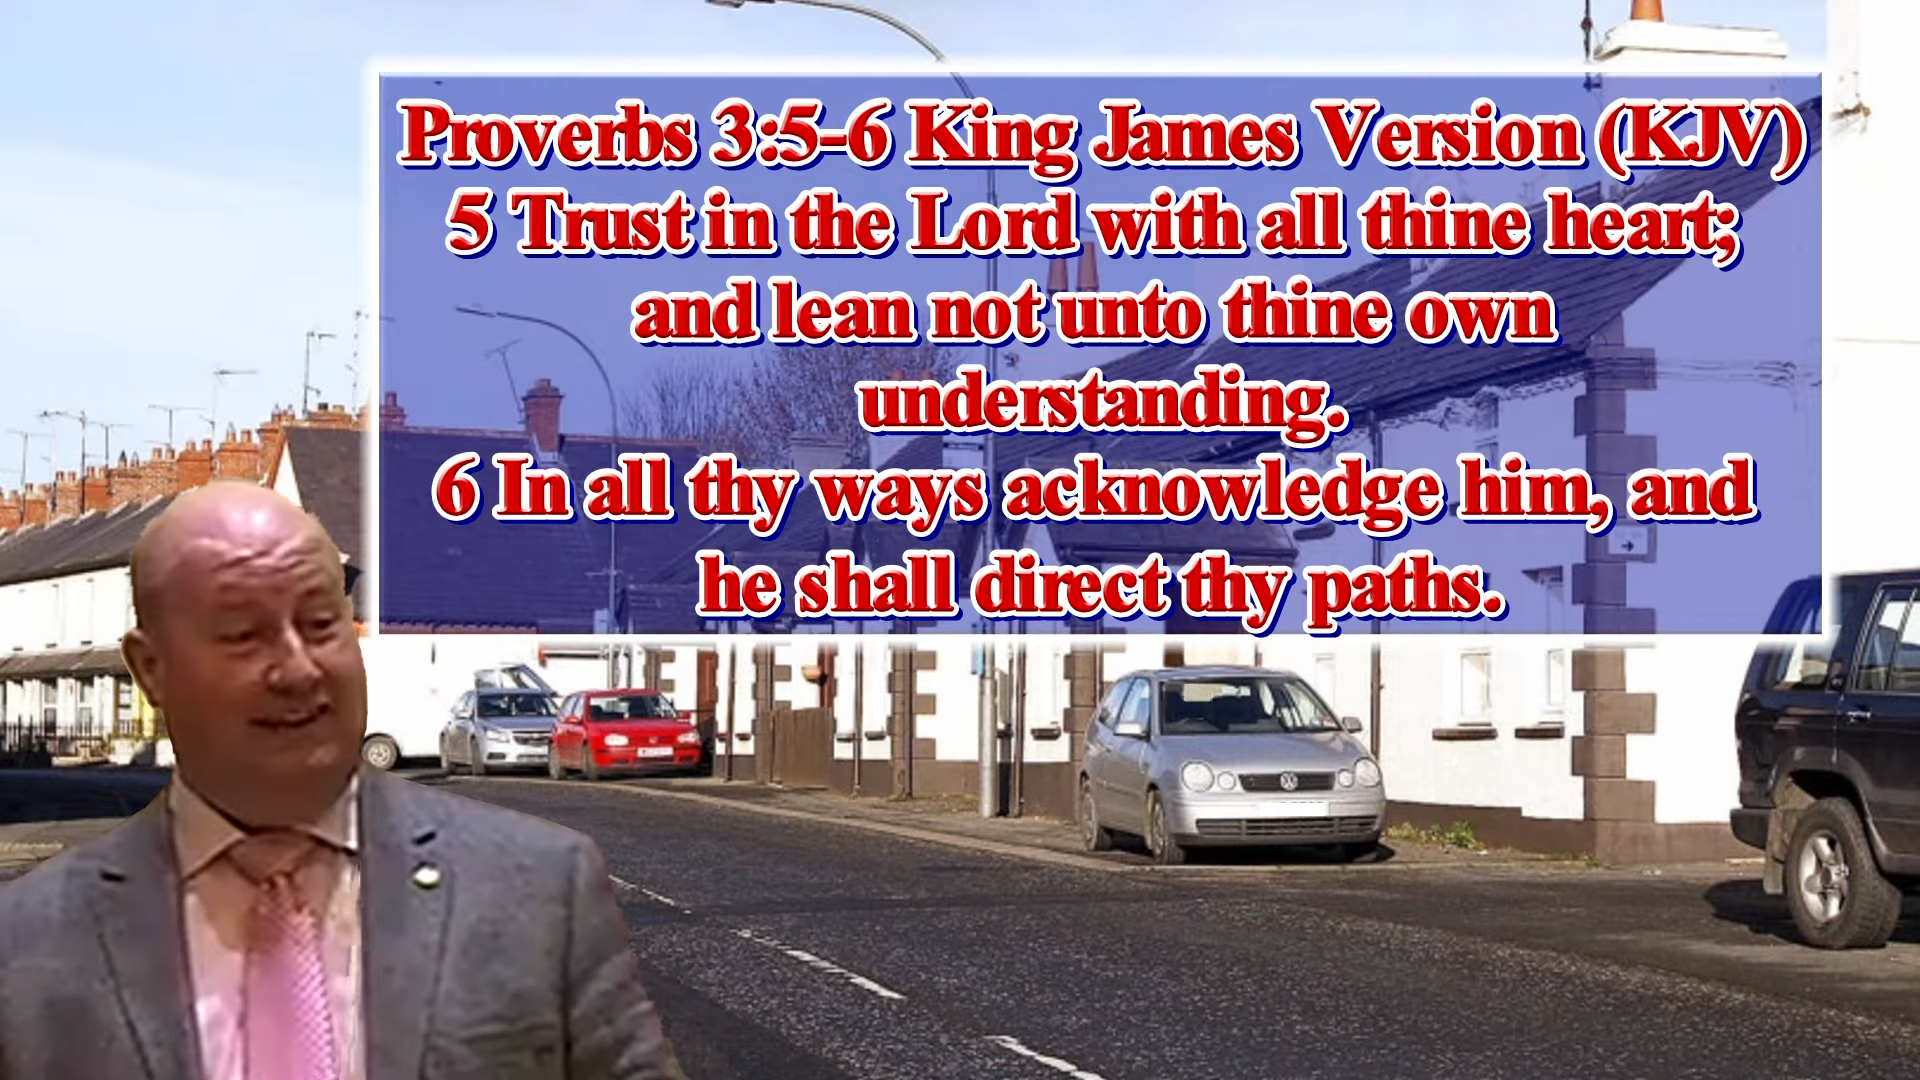 Proverbs 3:5-6 King James Version (KJV)
5 Trust in the Lord with all thine heart;
and lean not unto thine own
understanding.
6 In all thy ways acknowledge him, and
he shall direct thy paths.